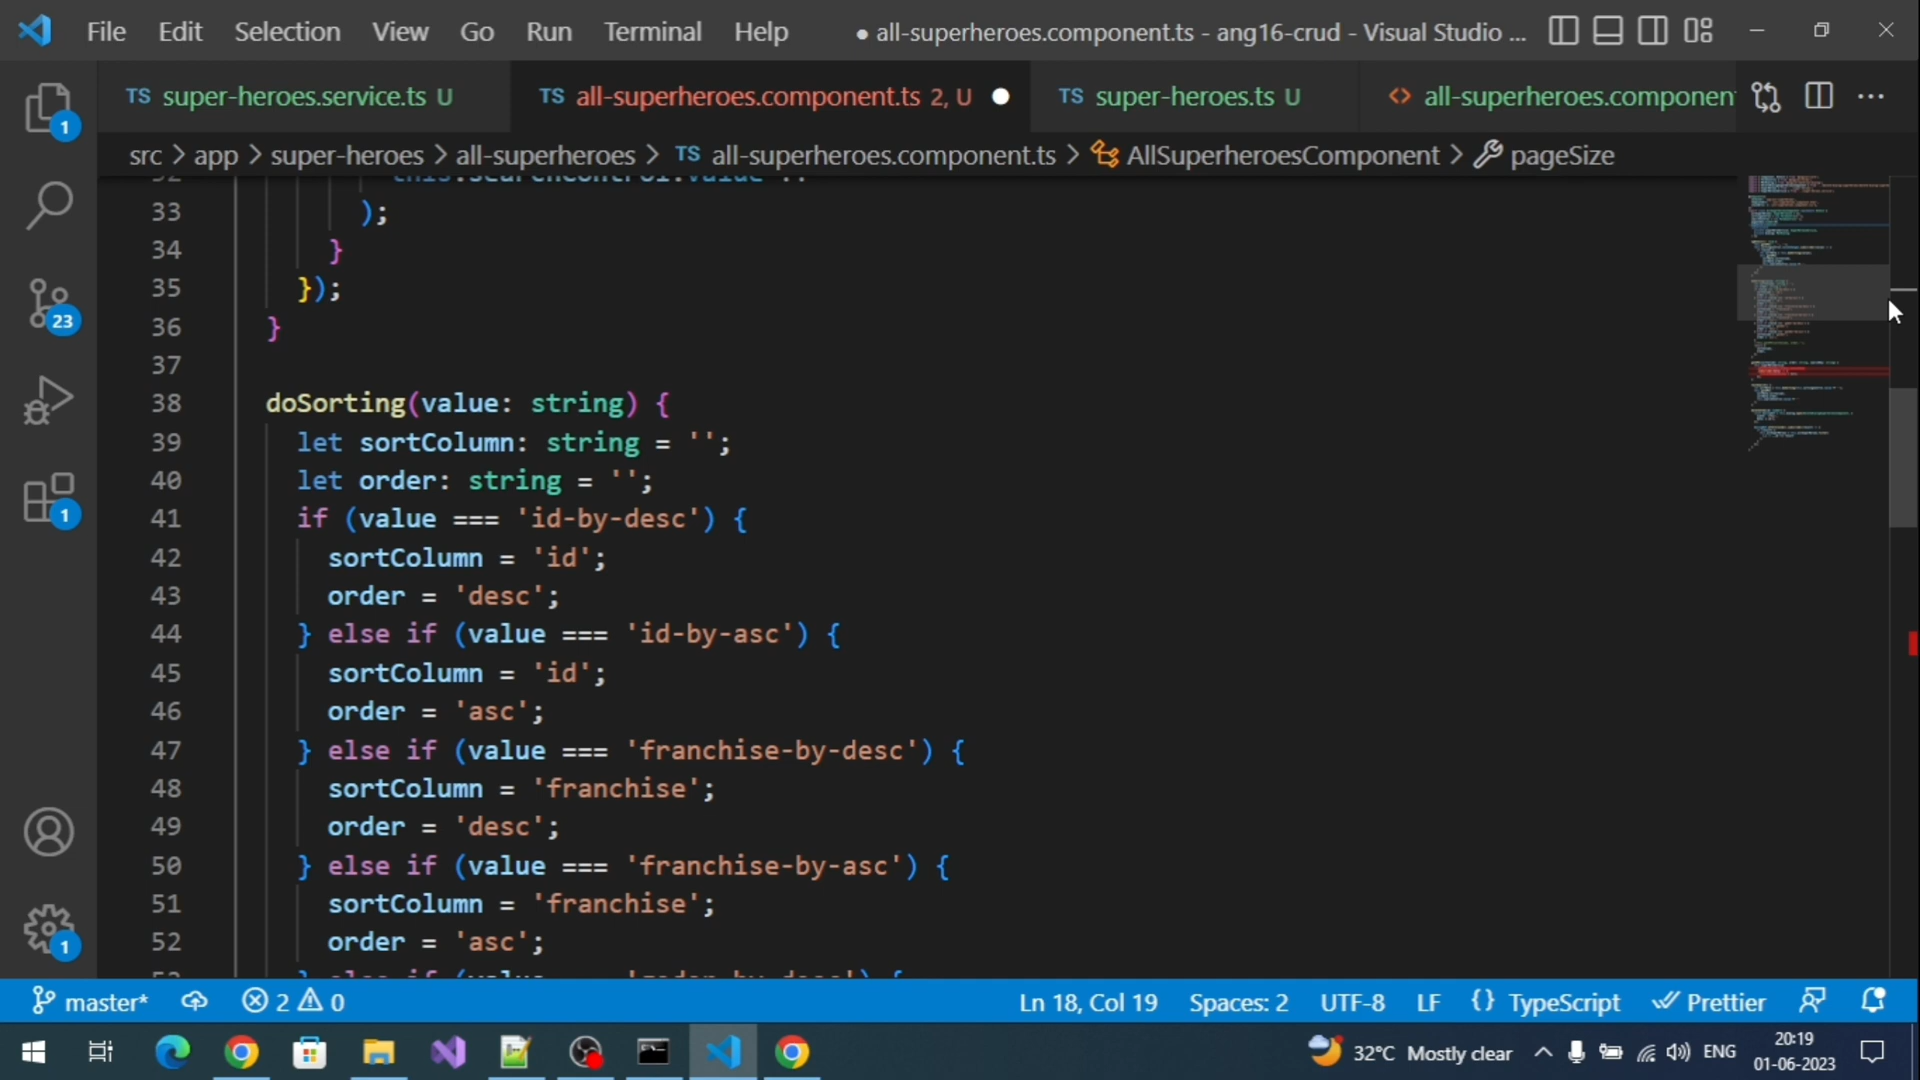 File Edit Selection View Go Run Terminal Help ● all-superheroes.component.ts - ang16-crud - Visual Studio ...
TS super-heroes.service.ts U TS all-superheroes.component.ts 2, U ● TS super-heroes.ts U <> all-superheroes.component
src > app > super-heroes > all-superheroes > TS all-superheroes.component.ts > AllSuperheroesComponent > pageSize
33 );
34 }
35 });
36 }
37
38 doSorting(value: string) {
39 let sortColumn: string = '';
40 let order: string = '';
41 if (value === 'id-by-desc') {
42 sortColumn = 'id';
43 order = 'desc';
44 } else if (value === 'id-by-asc') {
45 sortColumn = 'id';
46 order = 'asc';
47 } else if (value === 'franchise-by-desc') {
48 sortColumn = 'franchise';
49 order = 'desc';
50 } else if (value === 'franchise-by-asc') {
51 sortColumn = 'franchise';
52 order = 'asc';
1
23
1
1
master* 2 0 Ln 18, Col 19 Spaces: 2 UTF-8 LF {} TypeScript Prettier
32°C Mostly clear ENG 20:19
01-06-2023